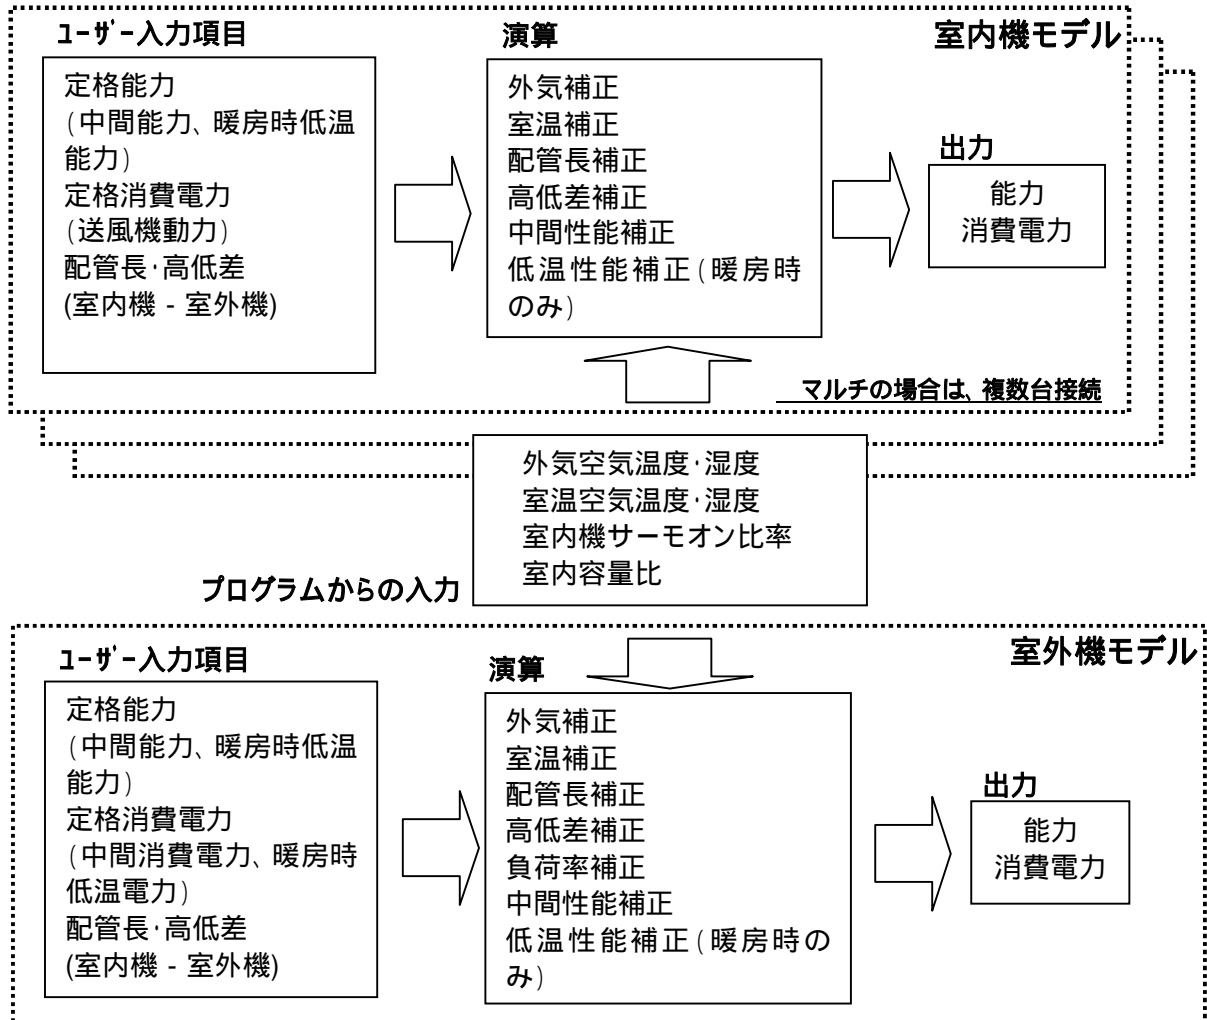 ﾕｰｻﾞｰ入力項目
演算
室内機モデル
定格能力
(中間能力、暖房時低温
能力)
定格消費電力
(送風機動力)
配管長・高低差
(室内機 - 室外機)
外気補正
室温補正
配管長補正
高低差補正
中間性能補正
低温性能補正(暖房時
のみ)
出力
能力
消費電力
マルチの場合は、複数台接続
外気空気温度・湿度
室温空気温度・湿度
室内機サーモオン比率
室内容量比
プログラムからの入力
ﾕｰｻﾞｰ入力項目
演算
室外機モデル
定格能力
(中間能力、暖房時低温
能力)
定格消費電力
(中間消費電力、暖房時
低温電力)
配管長・高低差
(室内機 - 室外機)
外気補正
室温補正
配管長補正
高低差補正
負荷率補正
中間性能補正
低温性能補正(暖房時の
み)
出力
能力
消費電力